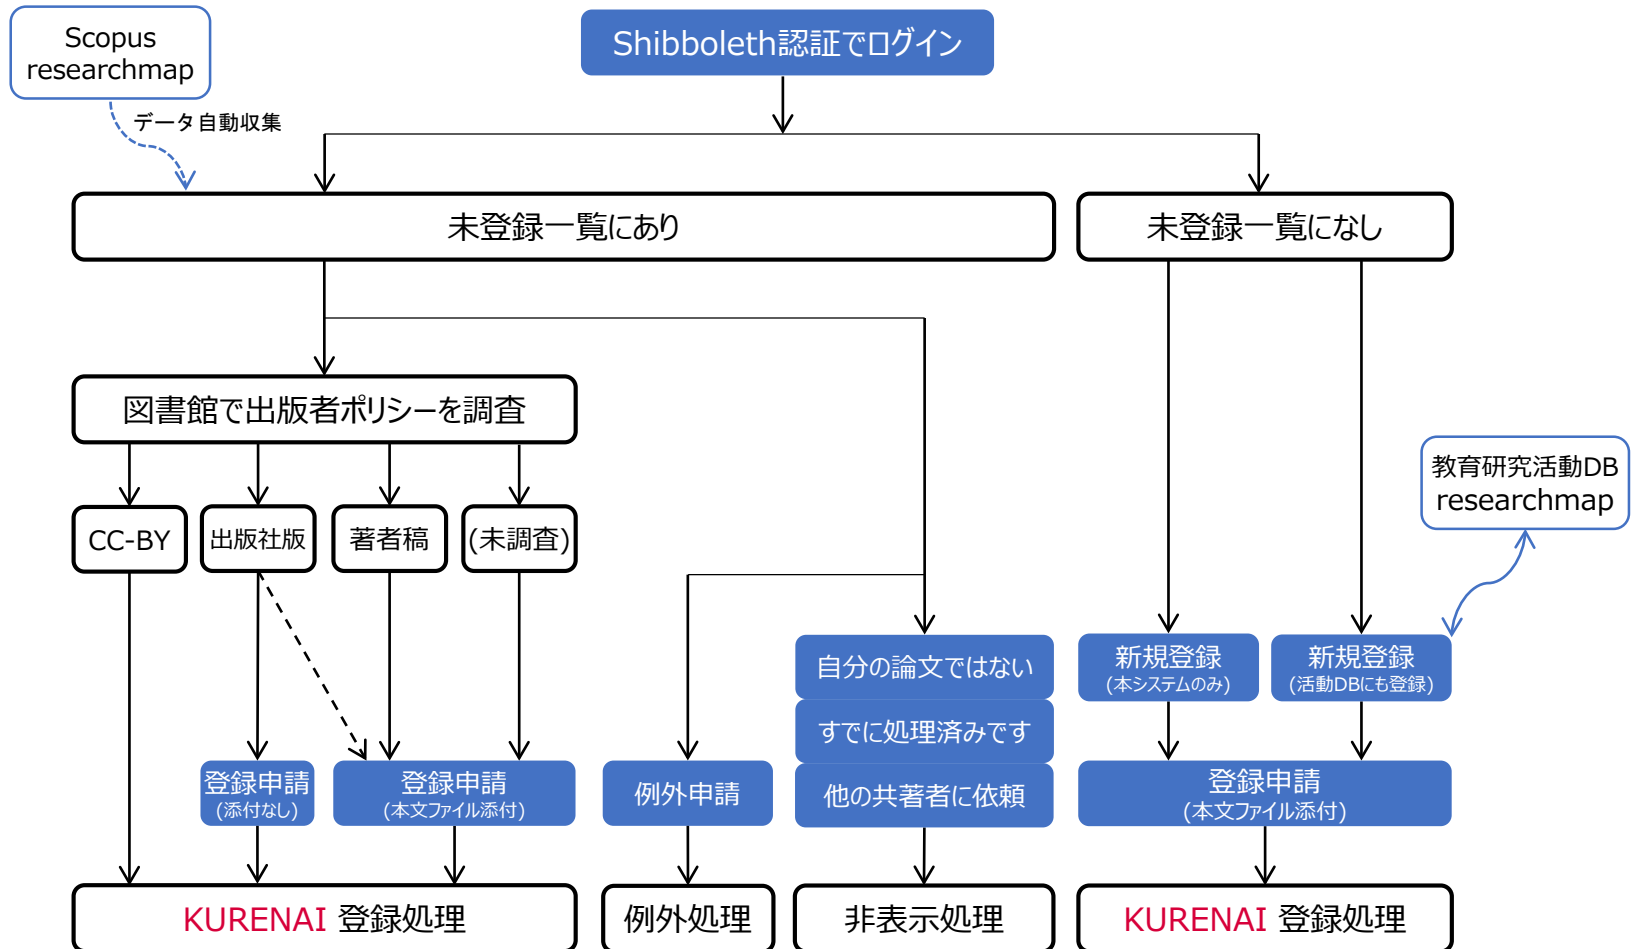 Scopus
researchmap
Shibboleth認証でログイン
データ自動収集
未登録一覧にあり
未登録一覧になし
図書館で出版者ポリシーを調査
CC-BY
出版社版
著者稿
(未調査)
教育研究活動DB
researchmap
自分の論文ではない
すでに処理済みです
他の共著者に依頼
新規登録
(本システムのみ)
新規登録
(活動DBにも登録)
登録申請
(添付なし)
登録申請
(本文ファイル添付)
例外申請
登録申請
(本文ファイル添付)
KURENAI 登録処理
例外処理
非表示処理
KURENAI 登録処理